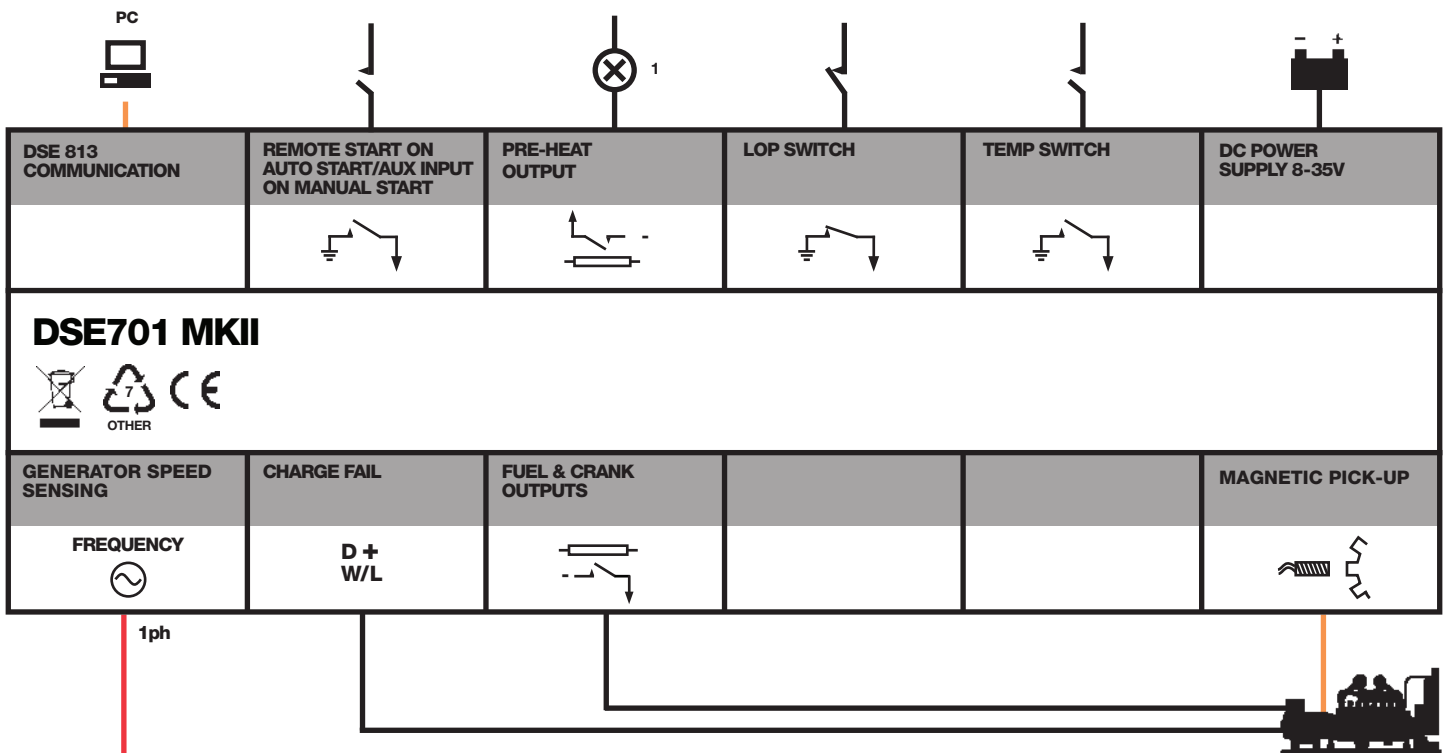 PC
1
- +
DSE 813
COMMUNICATION
REMOTE START ON
AUTO START/AUX INPUT
ON MANUAL START
PRE-HEAT
OUTPUT
LOP SWITCH
TEMP SWITCH
DC POWER
SUPPLY 8-35V
DSE701 MKII
7
OTHER
CE
GENERATOR SPEED
SENSING
CHARGE FAIL
FUEL & CRANK
OUTPUTS
MAGNETIC PICK-UP
FREQUENCY
D +
W/L
1ph